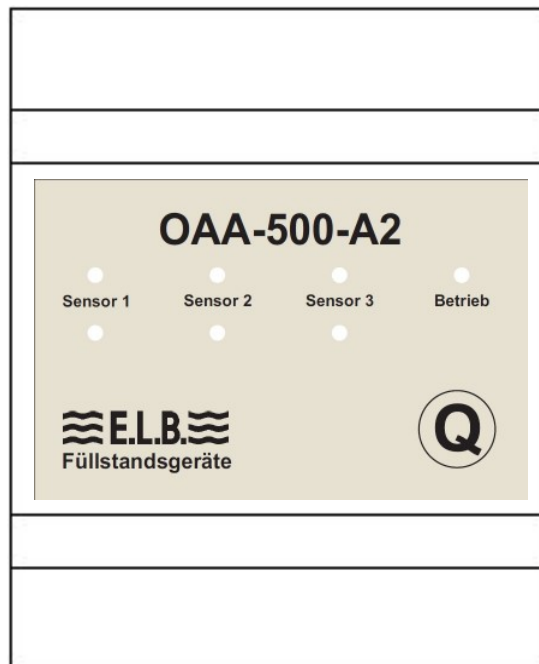 OAA-500-A2
Sensor 1 Sensor 2 Sensor 3 Betrieb
E.L.B.
Füllstandsgeräte
Q